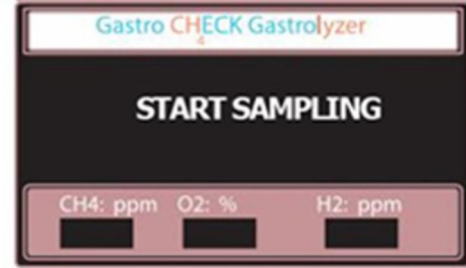 Gastro CH4ECK Gastrolyzer
START SAMPLING
CH4: ppm O2: % H2: ppm